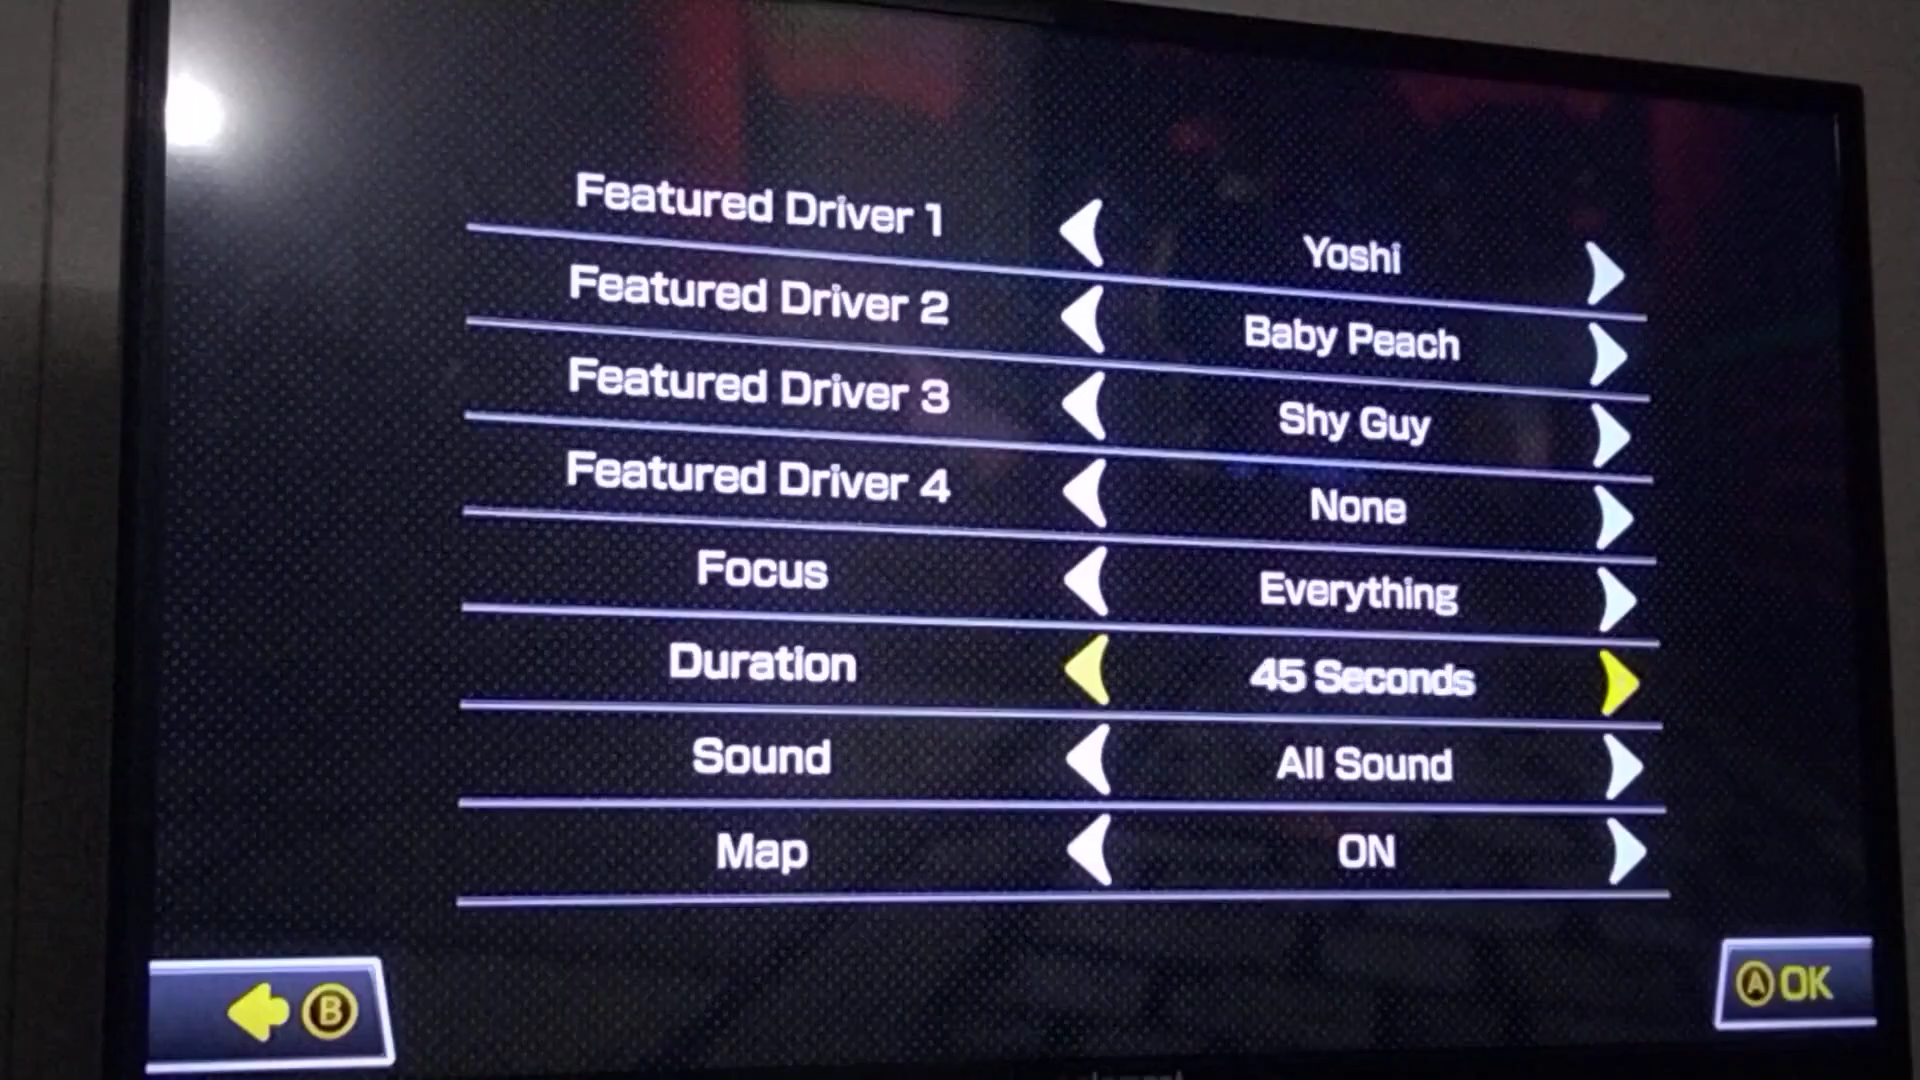 Featured Driver 1 Yoshi
Featured Driver 2 Baby Peach
Featured Driver 3 Shy Guy
Featured Driver 4 None
Focus Everything
Duration 45 Seconds
Sound All Sound
Map ON
B
A OK